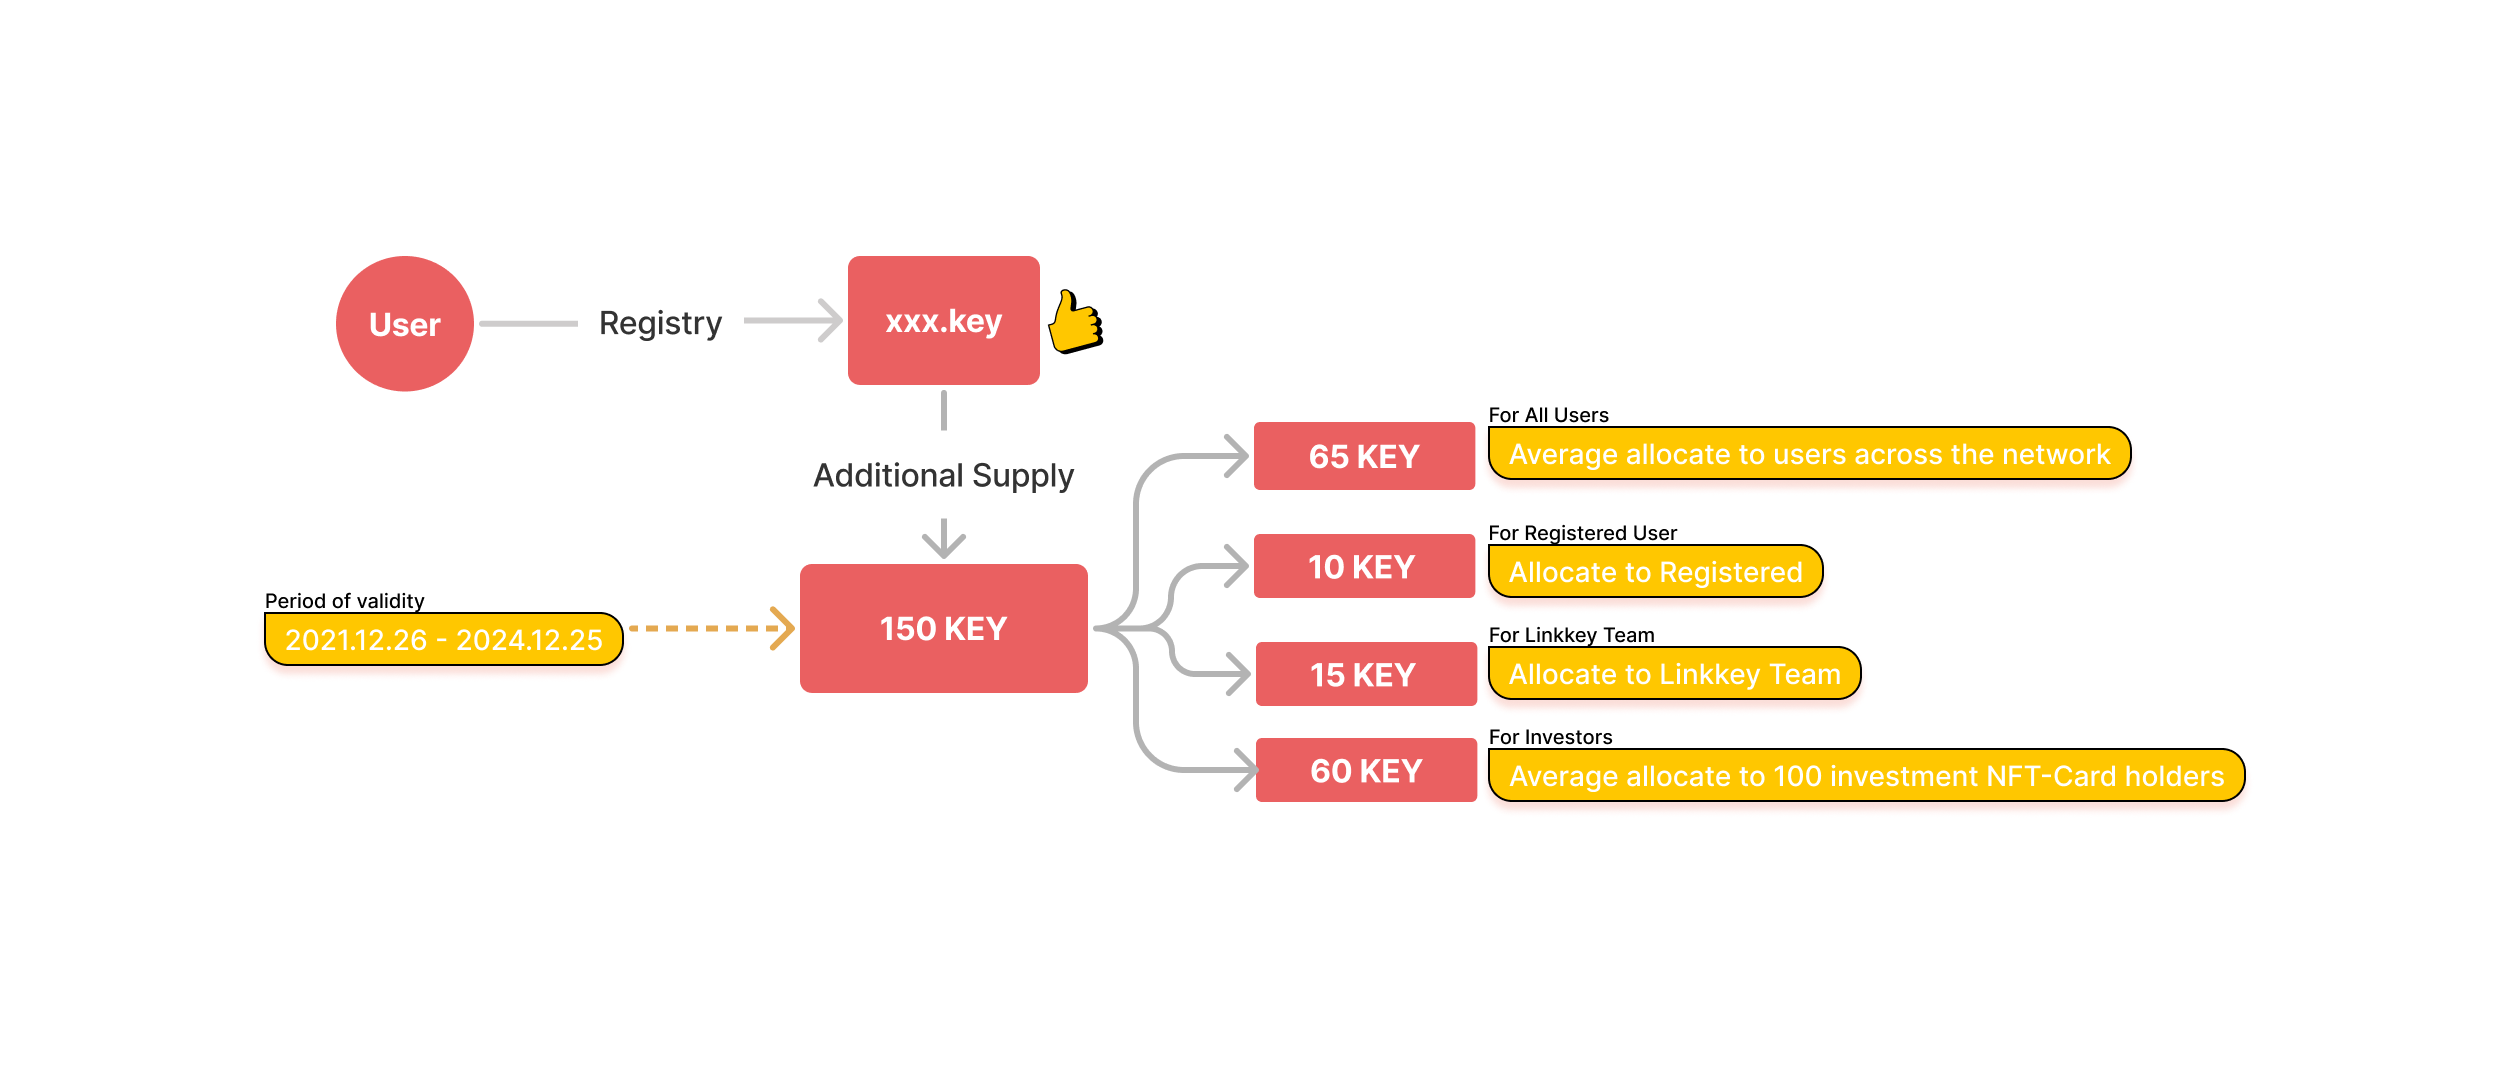 User
Registry
xxx.key
Additional Supply
Period of validity
2021.12.26 - 2024.12.25
150 KEY
65 KEY
For All Users
Average allocate to users across the network
10 KEY
For Registered User
Allocate to Registered
15 KEY
For Linkkey Team
Allocate to Linkkey Team
60 KEY
For Investors
Average allocate to 100 investment NFT-Card holders